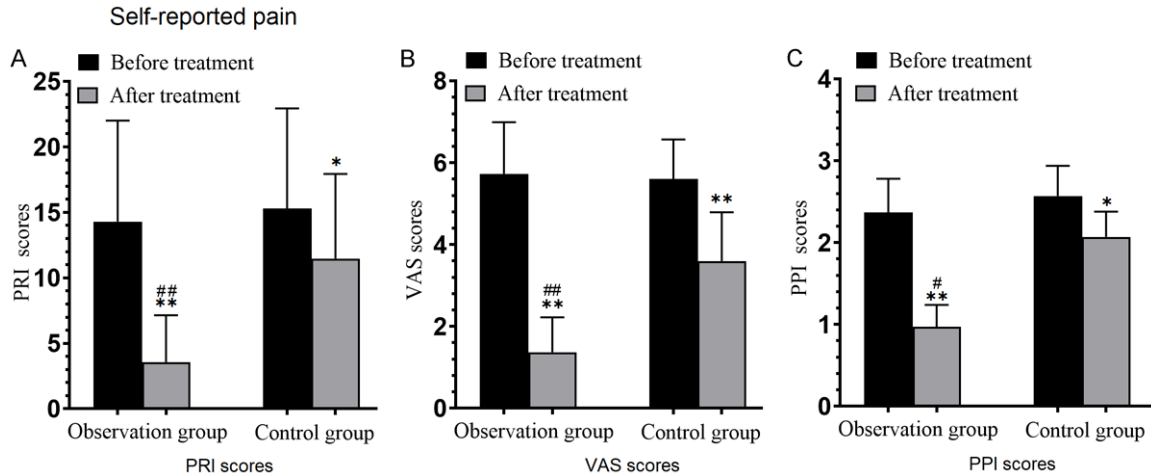 Self-reported pain
A
Before treatment
After treatment
25
20
15
10
5
0
PRI scores
##
**
*
Observation group
Control group
PRI scores
B
Before treatment
After treatment
8
6
4
2
0
VAS scores
##
**
**
Observation group
Control group
VAS scores
C
Before treatment
After treatment
4
3
2
1
0
PPI scores
#
**
*
Observation group
Control group
PPI scores